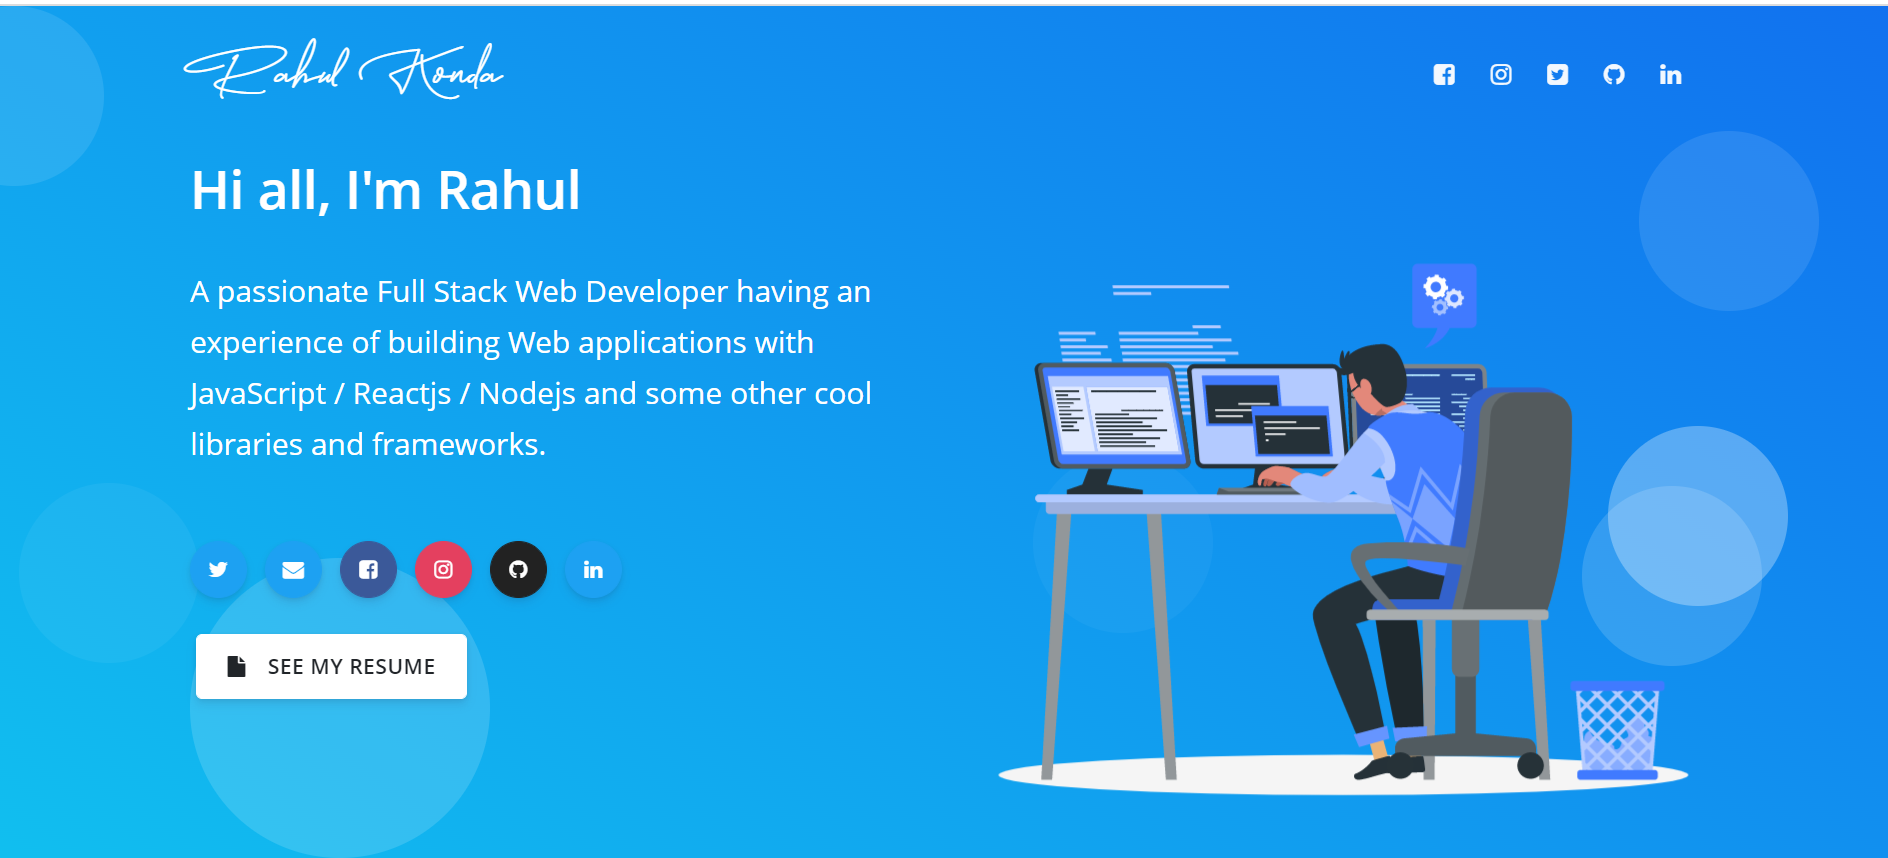 Rahul Konda
Hi all, I'm Rahul
A passionate Full Stack Web Developer having an
experience of building Web applications with
JavaScript / Reactjs / Nodejs and some other cool
libraries and frameworks.
SEE MY RESUME